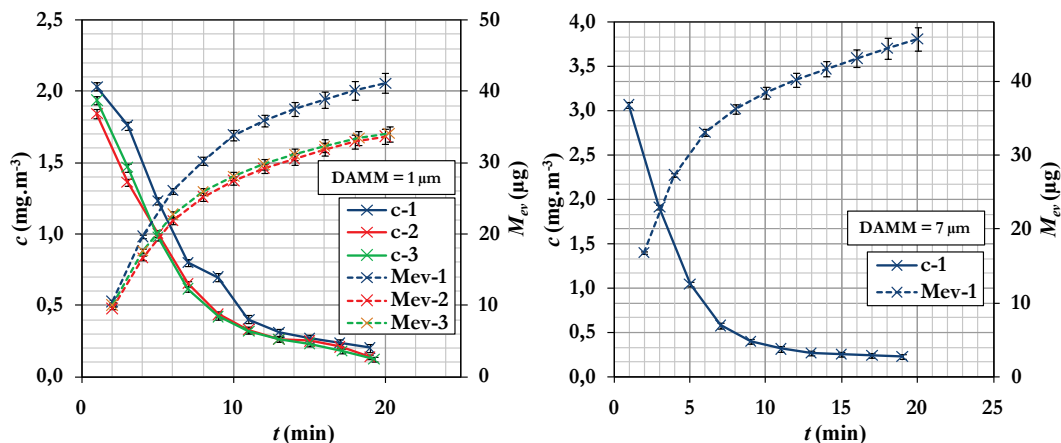 2,5
2,0
1,5
1,0
0,5
0,0
c (mg.m-3)
50
40
30
20
10
0
Mev (µg)
DAMM = 1 µm
c-1
c-2
c-3
Mev-1
Mev-2
Mev-3
0 10 20
t (min)
4,0
3,5
3,0
2,5
2,0
1,5
1,0
0,5
0,0
c (mg.m-3)
40
30
20
10
0
Mev (µg)
DAMM = 7 µm
c-1
Mev-1
0 5 10 15 20 25
t (min)